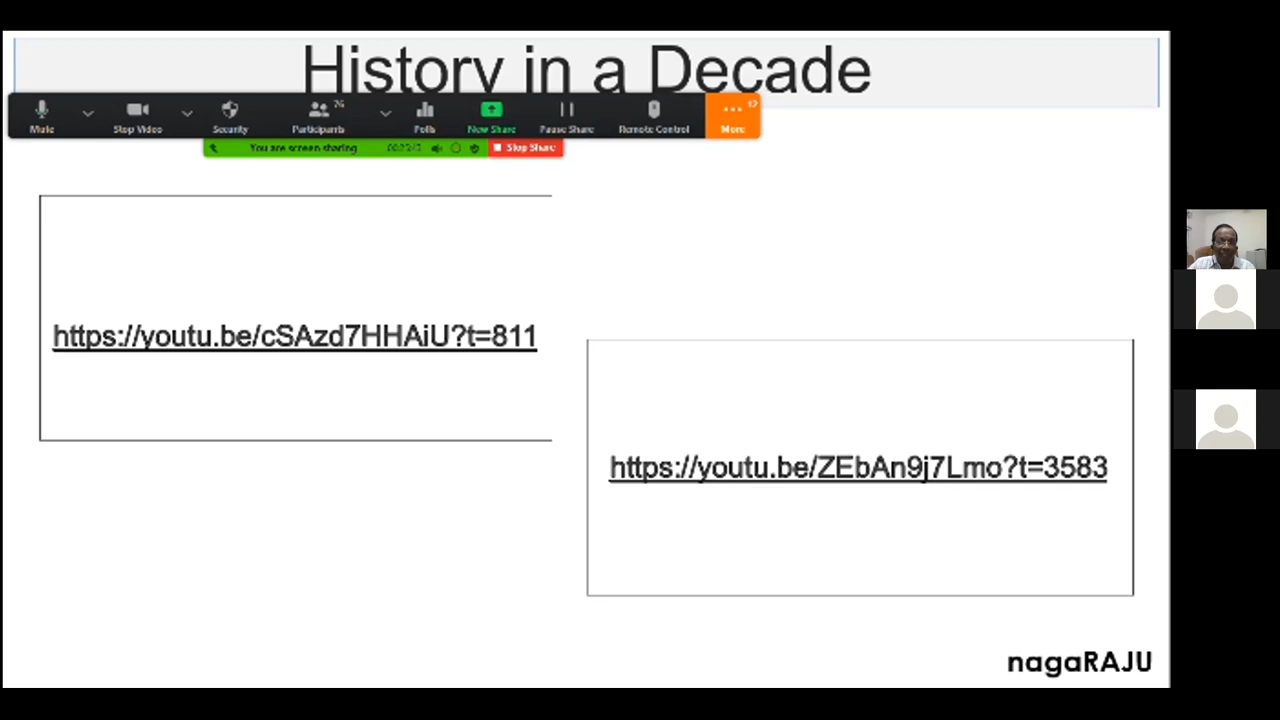 History in a Decade
Mute
Stop Video
Security
Participants
76
Polls
New Share
Pause Share
Remote Control
More
You are screen sharing
Stop Share
https://youtu.be/cSAzd7HHAiU?t=811
https://youtu.be/ZEbAn9j7Lmo?t=3583
nagaRAJU